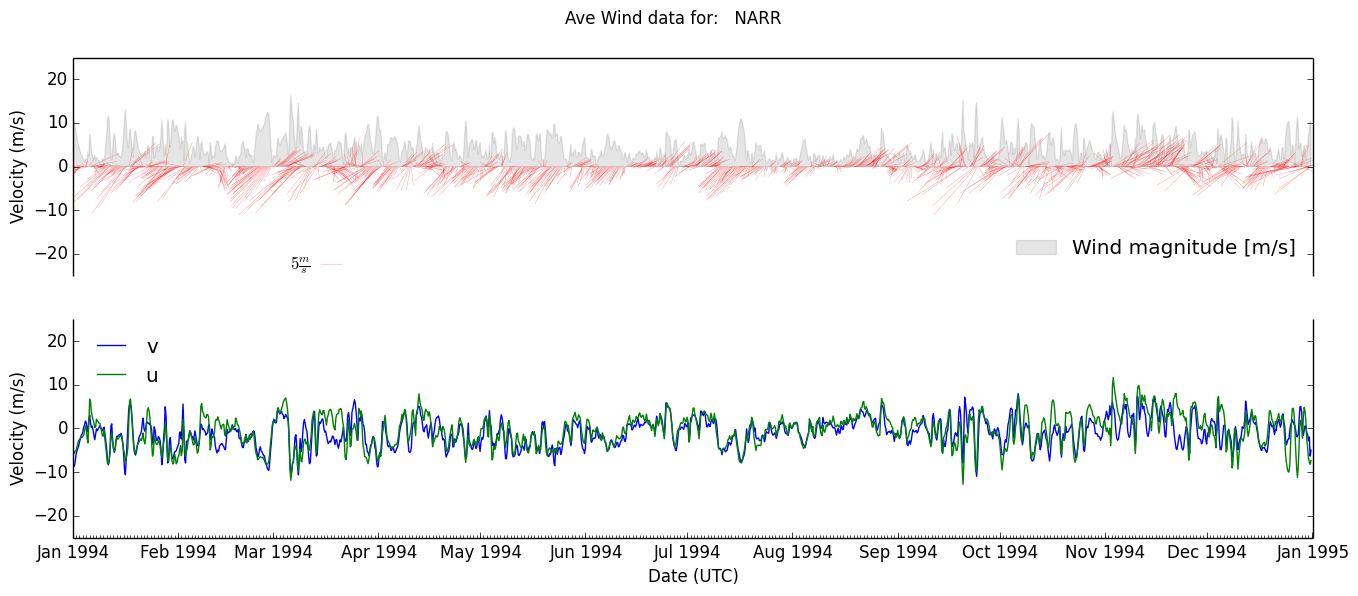 Ave Wind data for:   NARR
Velocity (m/s)
20
10
0
−10
−20
5 m/s
Wind magnitude [m/s]
Velocity (m/s)
20
10
0
−10
−20
v
u
Jan 1994 Feb 1994 Mar 1994 Apr 1994 May 1994 Jun 1994 Jul 1994 Aug 1994 Sep 1994 Oct 1994 Nov 1994 Dec 1994 Jan 1995
Date (UTC)